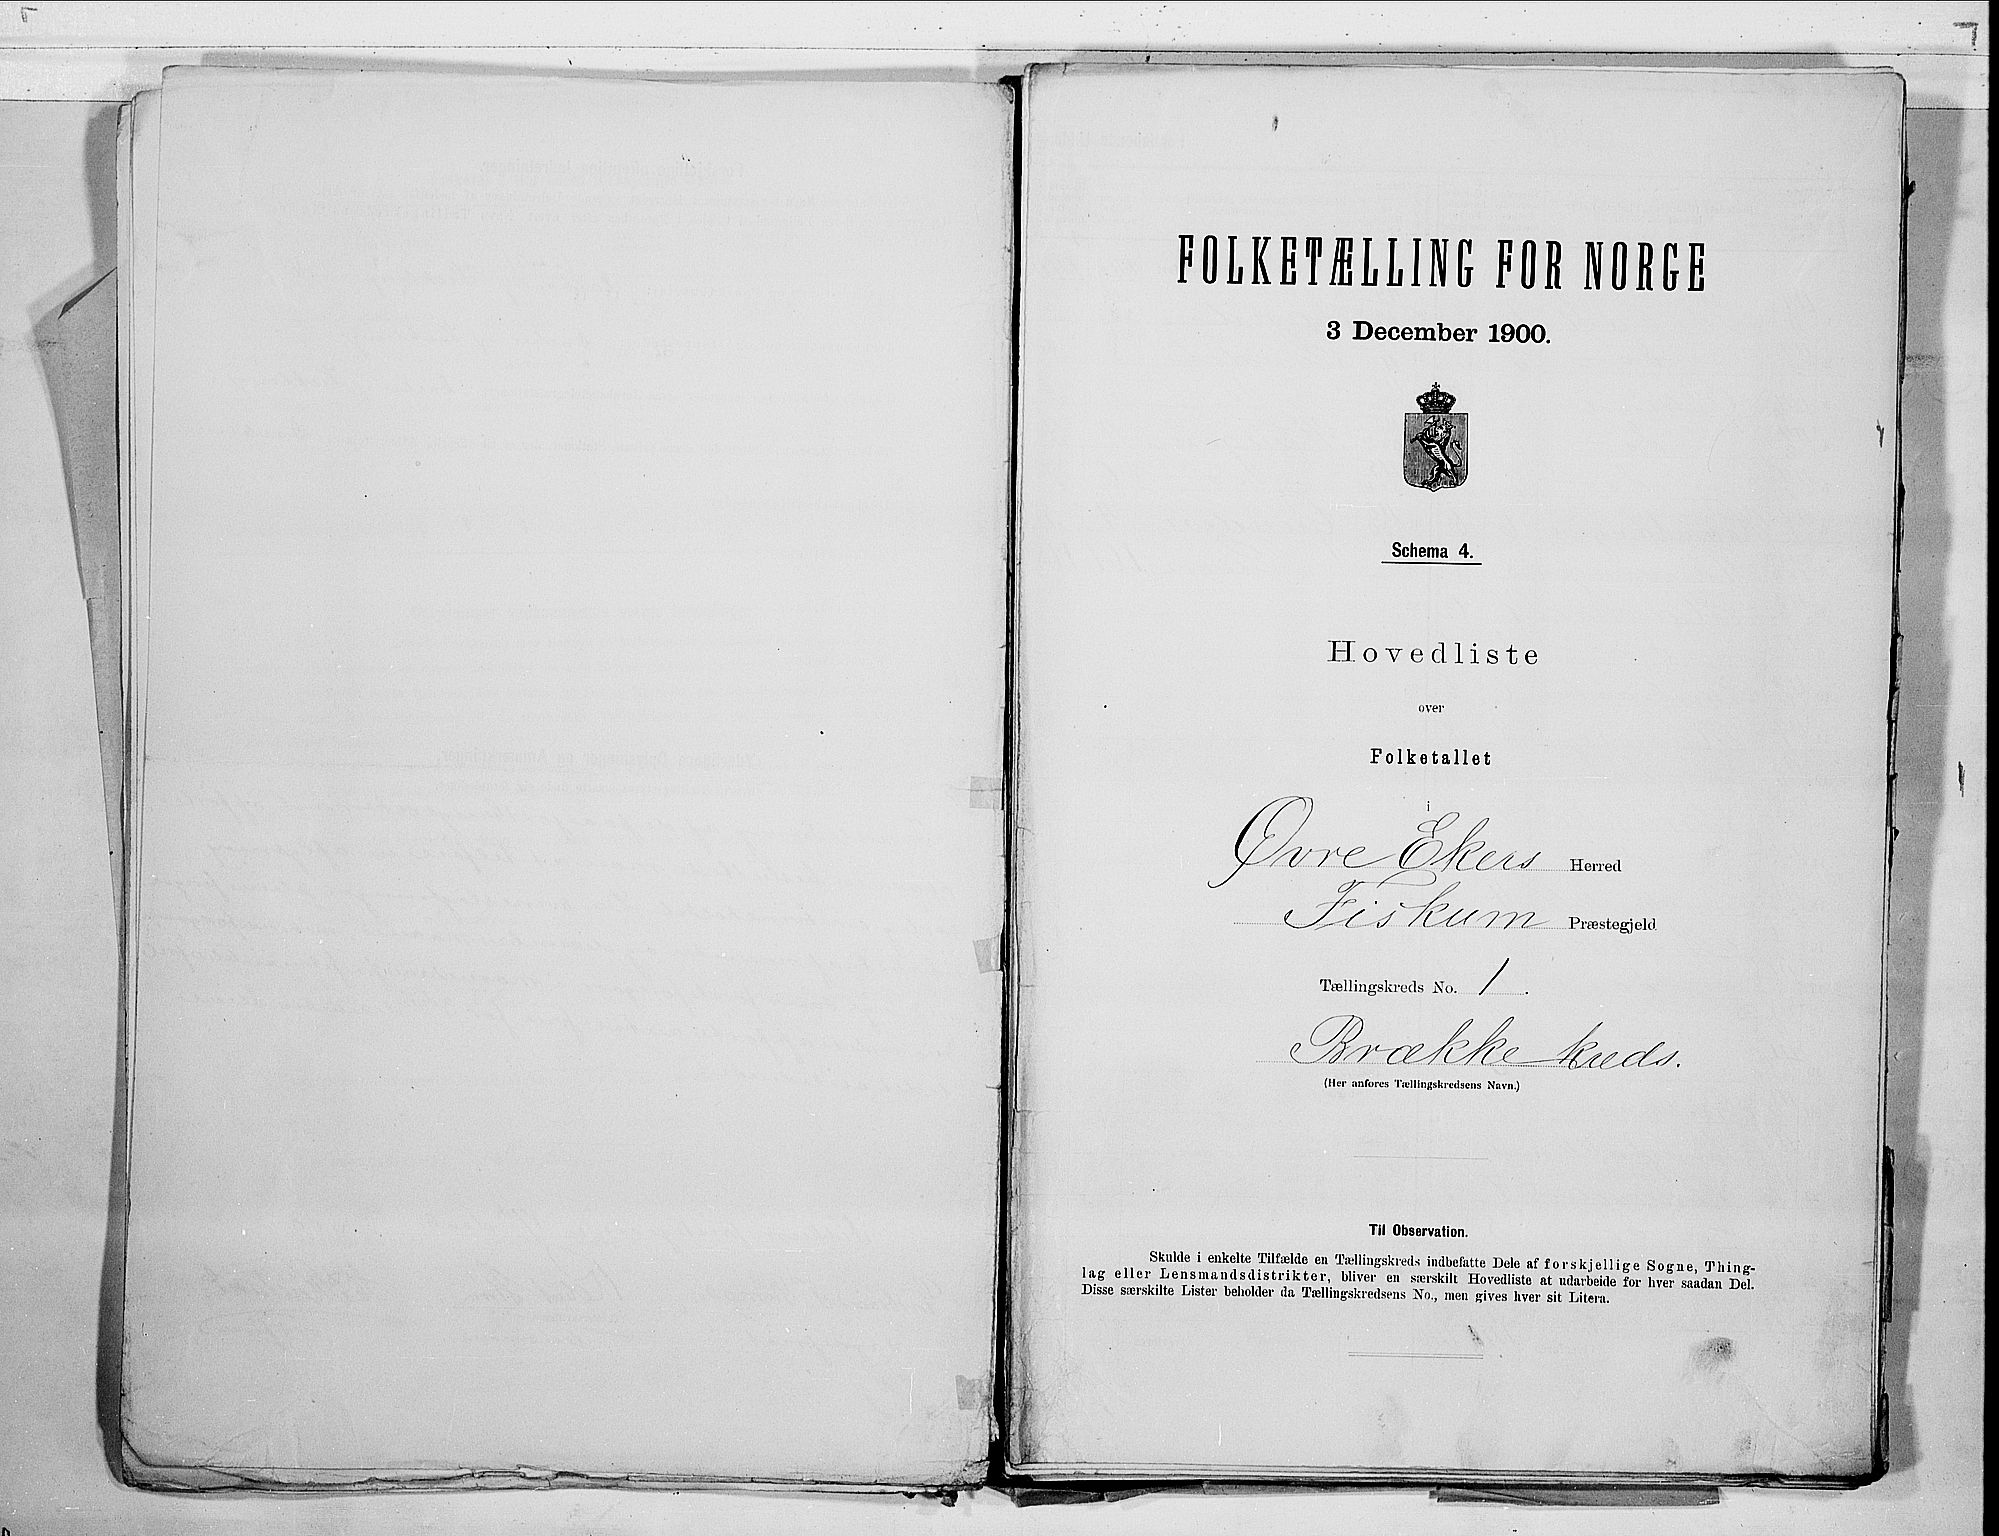 FOLKETÆLLING FOR NORGE
3 December 1900.
Schema 4.
Hovedliste
over
Folketallet
i
Øvre Ekers Herred
Fiskum Præstegjeld
Tællingskreds No. 1.
Brække kreds.
(Her anføres Tællingskredsens Navn.)
Til Observation.
Skulde i enkelte Tilfælde en Tællingskreds indbefatte Dele af forskjellige Sogne, Thing-
lag eller Lensmandsdistrikter, bliver en særskilt Hovedliste at udarbeide for hver saadan Del.
Disse særskilte Lister beholder da Tællingskredsens No., men gives hver sit Litera.